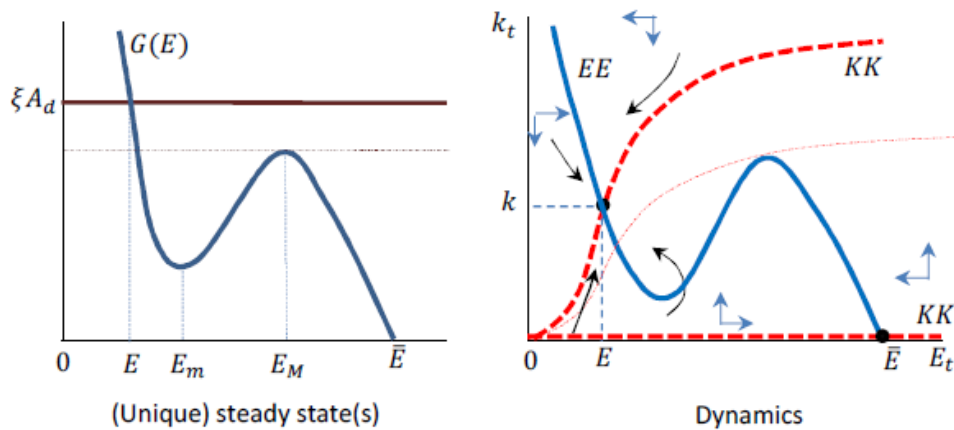 G(E)
ξA_d
0 E E_m E_M Ē
(Unique) steady state(s)
k_t
EE
KK
k
KK
0 E Ē E_t
Dynamics